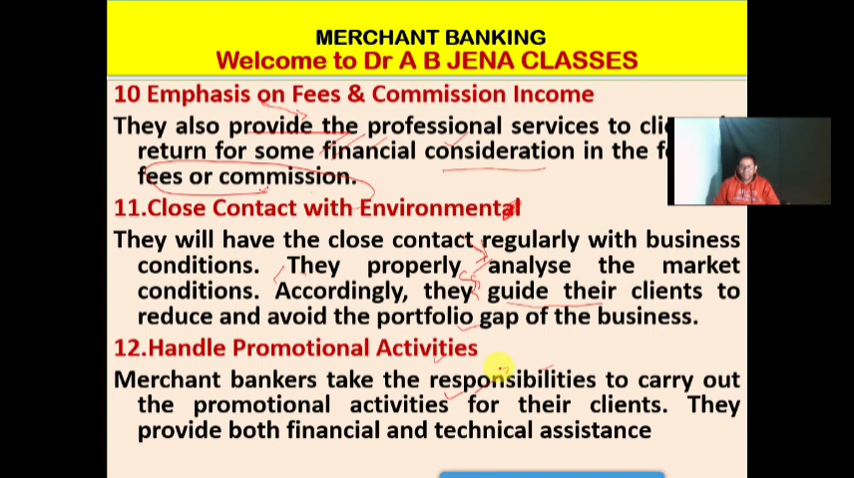 MERCHANT BANKING
Welcome to Dr A B JENA CLASSES
10 Emphasis on Fees & Commission Income
They also provide the professional services to
return for some financial consideration in the
fees or commission.
11.Close Contact with Environmental
They will have the close contact regularly with business
conditions. They properly analyse the market
conditions. Accordingly, they guide their clients to
reduce and avoid the portfolio gap of the business.
12.Handle Promotional Activities
Merchant bankers take the responsibilities to carry out
the promotional activities for their clients. They
provide both financial and technical assistance